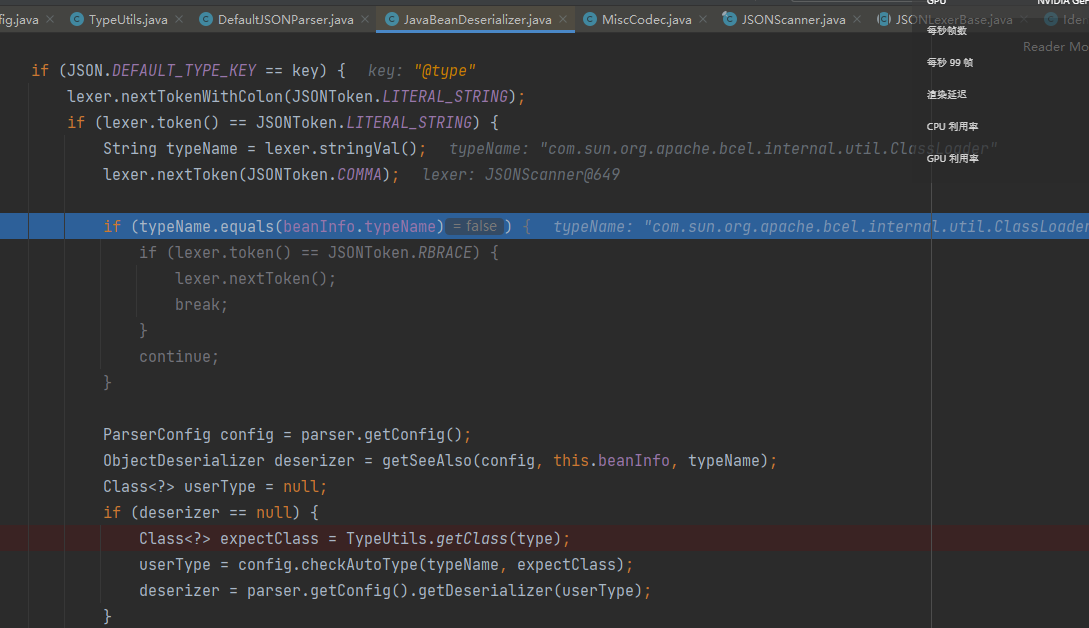 fig.java × TypeUtils.java × DefaultJSONParser.java × JavaBeanDeserializer.java × MiscCodec.java × JSONScanner.java × JSONLexerBase.java × Ider
GPU NVIDIA GeF
每秒帧数
Reader Mo
每秒 99 帧
渲染延迟
CPU 利用率
GPU 利用率
if (JSON.DEFAULT_TYPE_KEY == key) { key: "@type"
lexer.nextTokenWithColon(JSONToken.LITERAL_STRING);
if (lexer.token() == JSONToken.LITERAL_STRING) {
String typeName = lexer.stringVal(); typeName: "com.sun.org.apache.bcel.internal.util.ClassLoader"
lexer.nextToken(JSONToken.COMMA); lexer: JSONScanner@649
if (typeName.equals(beanInfo.typeName) = false ) { typeName: "com.sun.org.apache.bcel.internal.util.ClassLoader
if (lexer.token() == JSONToken.RBRACE) {
lexer.nextToken();
break;
}
continue;
}
ParserConfig config = parser.getConfig();
ObjectDeserializer deserizer = getSeeAlso(config, this.beanInfo, typeName);
Class<?> userType = null;
if (deserizer == null) {
Class<?> expectClass = TypeUtils.getClass(type);
userType = config.checkAutoType(typeName, expectClass);
deserizer = parser.getConfig().getDeserializer(userType);
}